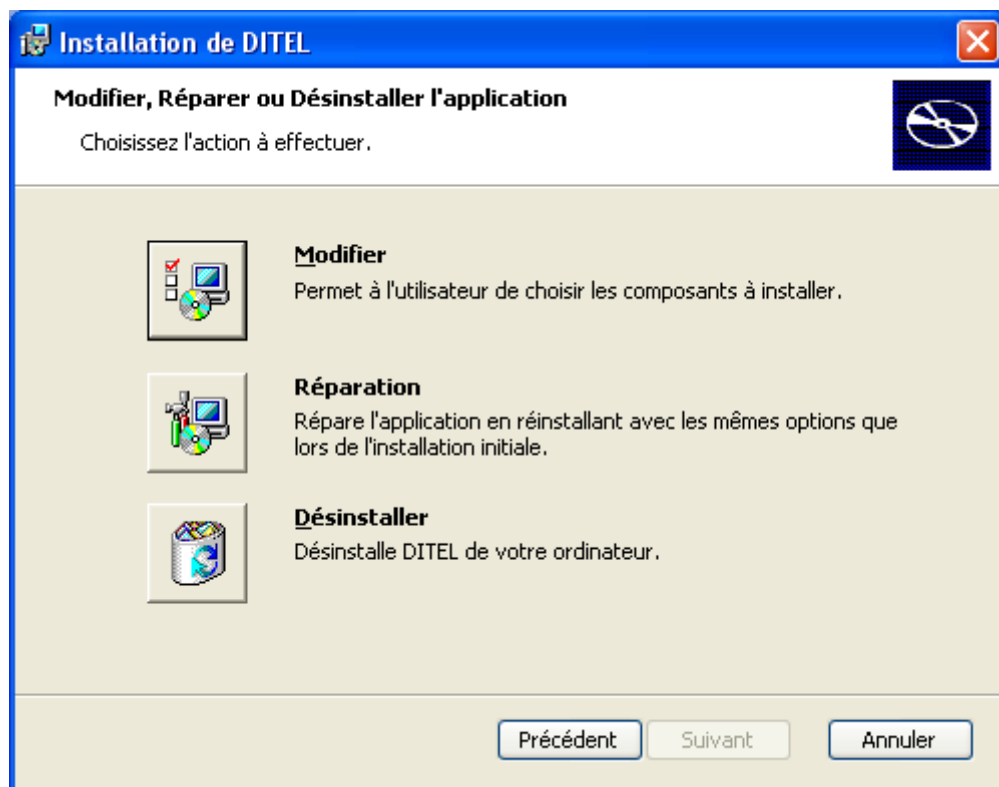 Installation de DITEL
Modifier, Réparer ou Désinstaller l'application
Choisissez l'action à effectuer.
Modifier
Permet à l'utilisateur de choisir les composants à installer.
Réparation
Répare l'application en réinstallant avec les mêmes options que
lors de l'installation initiale.
Désinstaller
Désinstalle DITEL de votre ordinateur.
Précédent
Suivant
Annuler